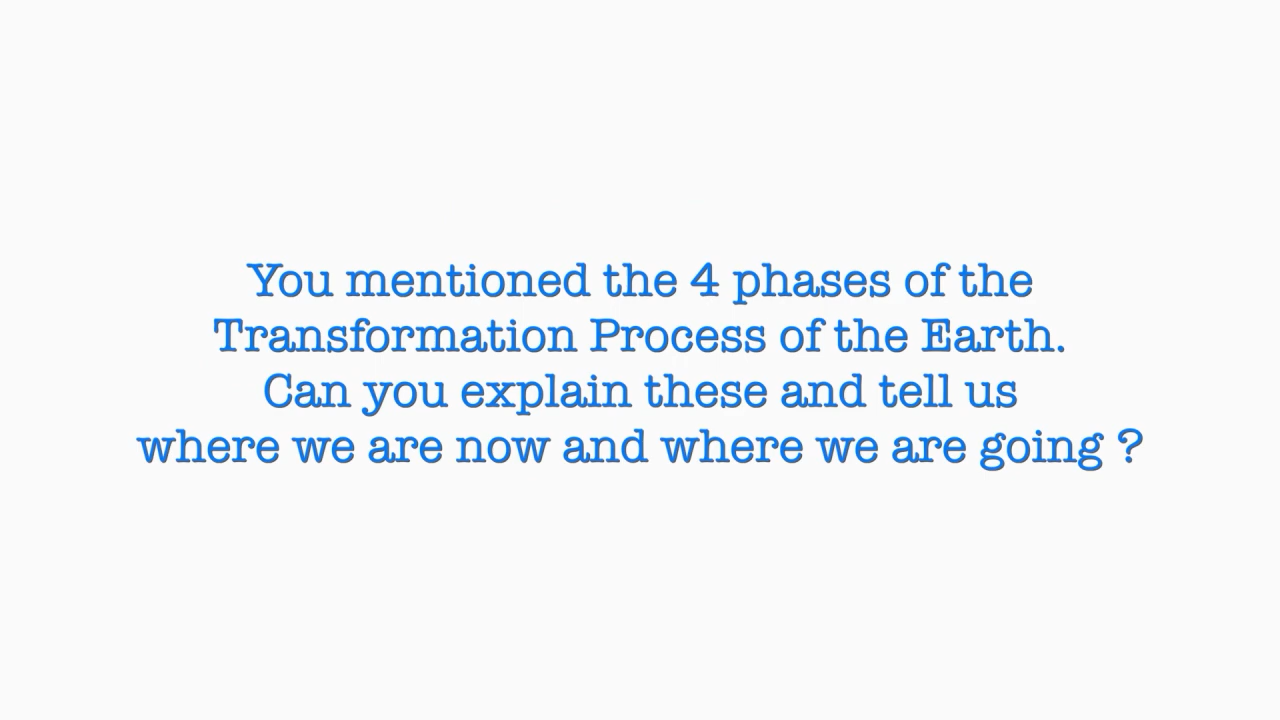 You mentioned the 4 phases of the
Transformation Process of the Earth.
Can you explain these and tell us
where we are now and where we are going ?